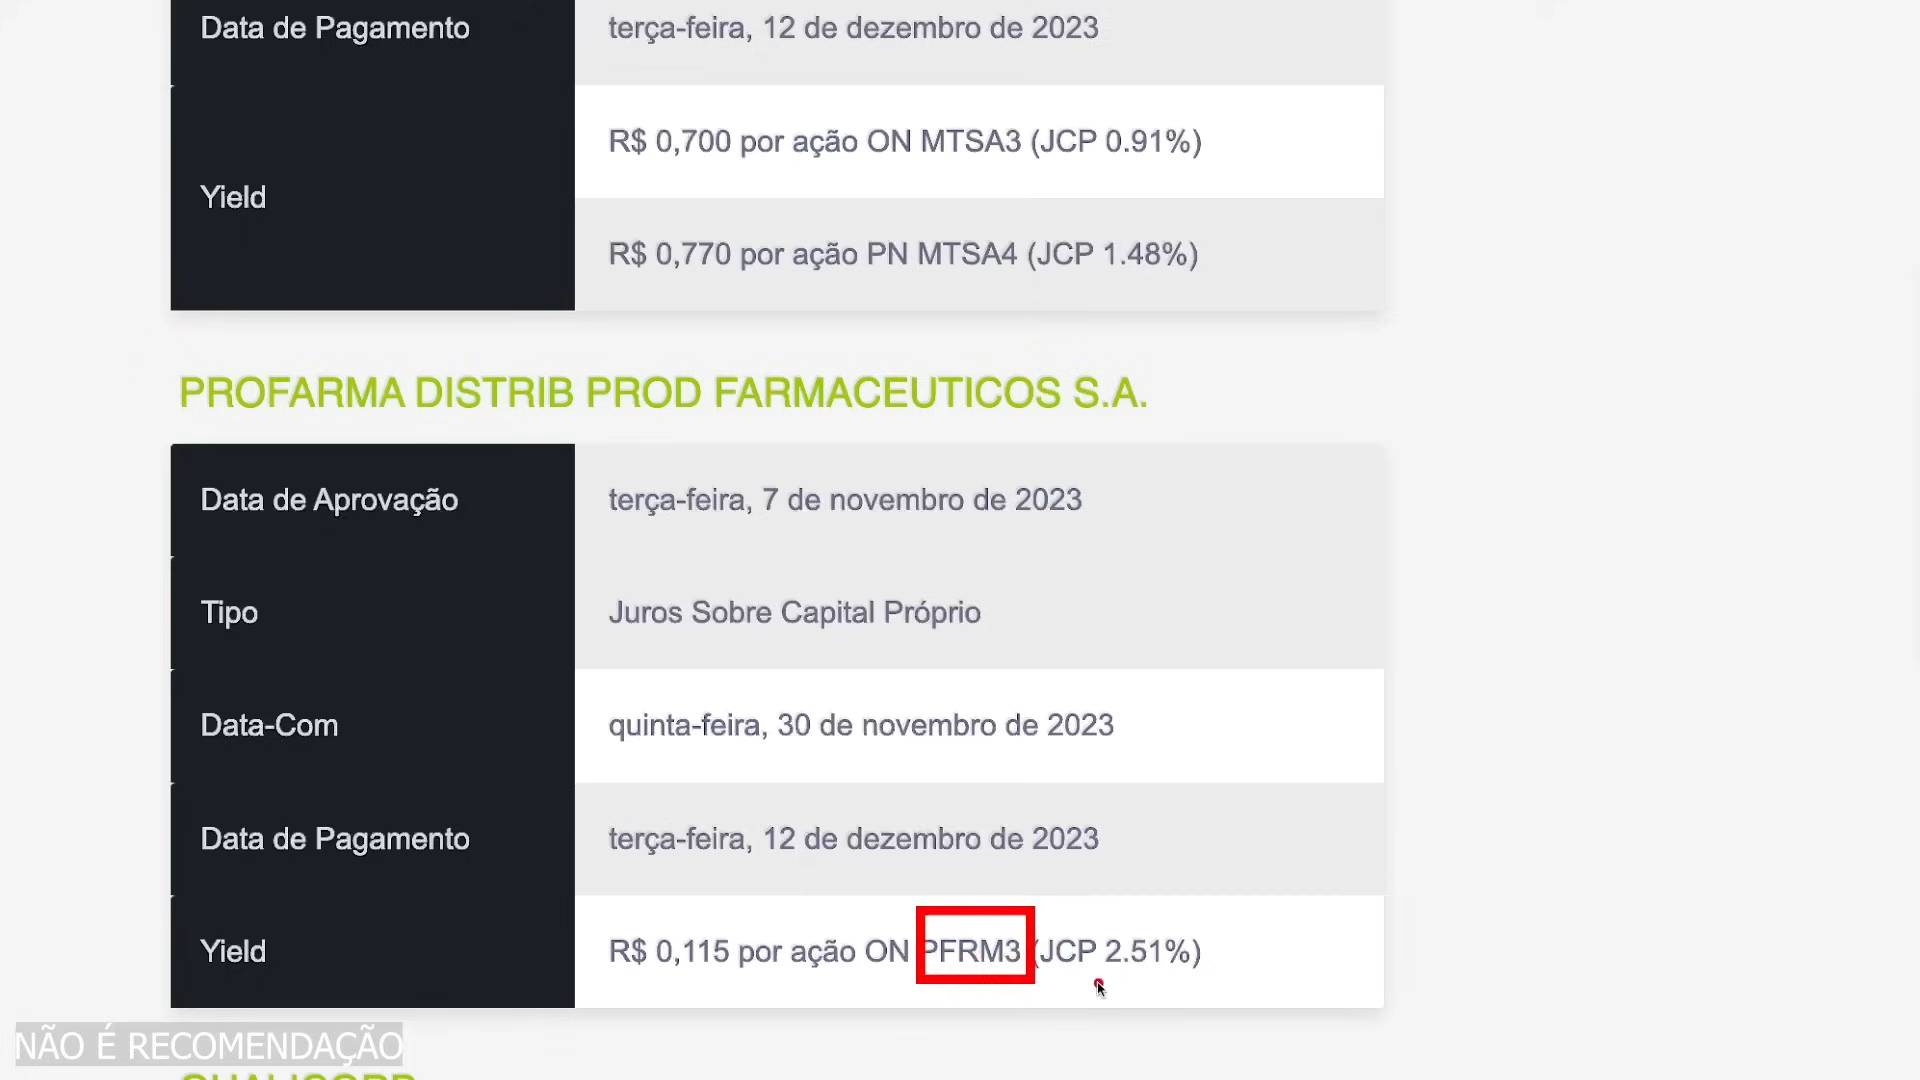 Data de Pagamento terça-feira, 12 de dezembro de 2023
R$ 0,700 por ação ON MTSA3 (JCP 0.91%)
Yield
R$ 0,770 por ação PN MTSA4 (JCP 1.48%)
PROFARMA DISTRIB PROD FARMACEUTICOS S.A.
Data de Aprovação terça-feira, 7 de novembro de 2023
Tipo Juros Sobre Capital Próprio
Data-Com quinta-feira, 30 de novembro de 2023
Data de Pagamento terça-feira, 12 de dezembro de 2023
Yield R$ 0,115 por ação ON PFRM3 (JCP 2.51%)
NÃO É RECOMENDAÇÃO
QUALICORP